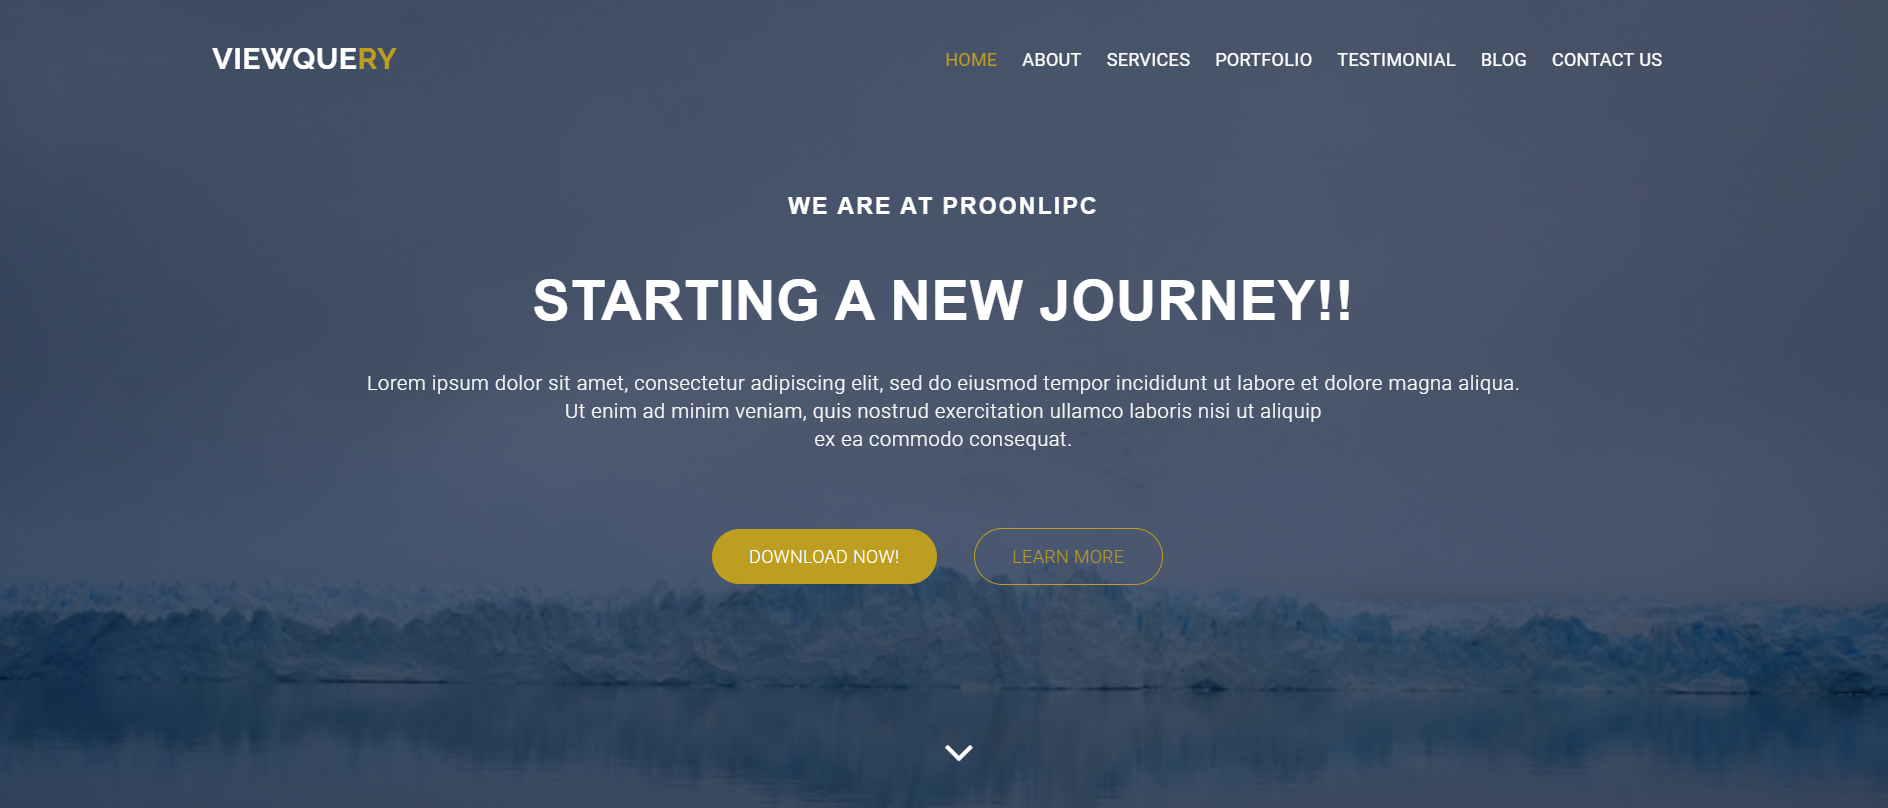 VIEWQUERY
HOME ABOUT SERVICES PORTFOLIO TESTIMONIAL BLOG CONTACT US
WE ARE AT PROONLIPC
STARTING A NEW JOURNEY!!
Lorem ipsum dolor sit amet, consectetur adipiscing elit, sed do eiusmod tempor incididunt ut labore et dolore magna aliqua.
Ut enim ad minim veniam, quis nostrud exercitation ullamco laboris nisi ut aliquip
ex ea commodo consequat.
DOWNLOAD NOW! LEARN MORE